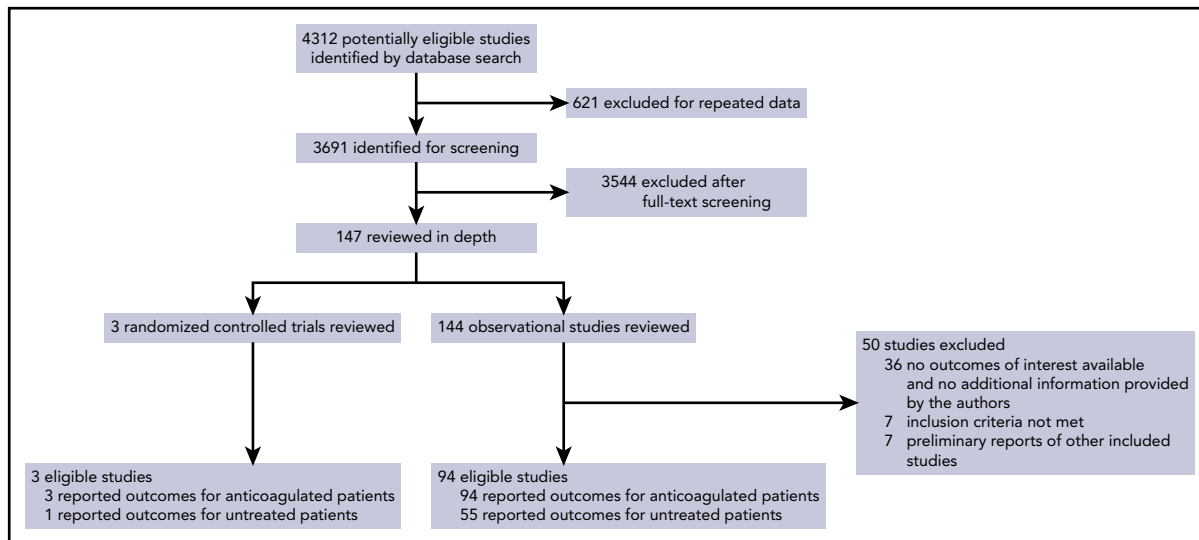 4312 potentially eligible studies
identified by database search
621 excluded for repeated data
3691 identified for screening
3544 excluded after
full-text screening
147 reviewed in depth
3 randomized controlled trials reviewed
144 observational studies reviewed
50 studies excluded
36 no outcomes of interest available
and no additional information provided
by the authors
7 inclusion criteria not met
7 preliminary reports of other included
studies
3 eligible studies
3 reported outcomes for anticoagulated patients
1 reported outcomes for untreated patients
94 eligible studies
94 reported outcomes for anticoagulated patients
55 reported outcomes for untreated patients